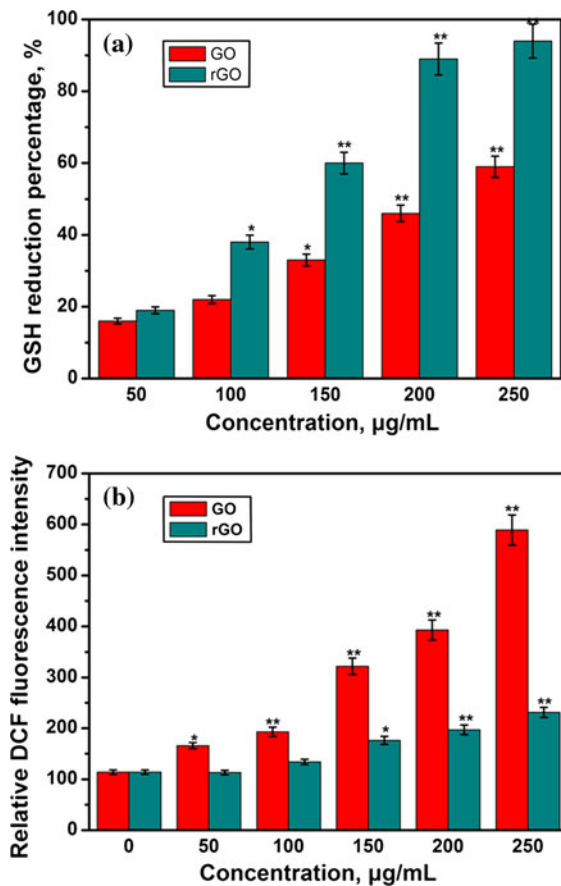 (a)
GO
rGO
GSH reduction percentage, %
100
80
60
40
20
0
* ** ** 
* ** **
50 100 150 200 250
Concentration, µg/mL
(b)
GO
rGO
Relative DCF fluorescence intensity
700
600
500
400
300
200
100
0
* ** ** ** **
* ** **
0 50 100 150 200 250
Concentration, µg/mL